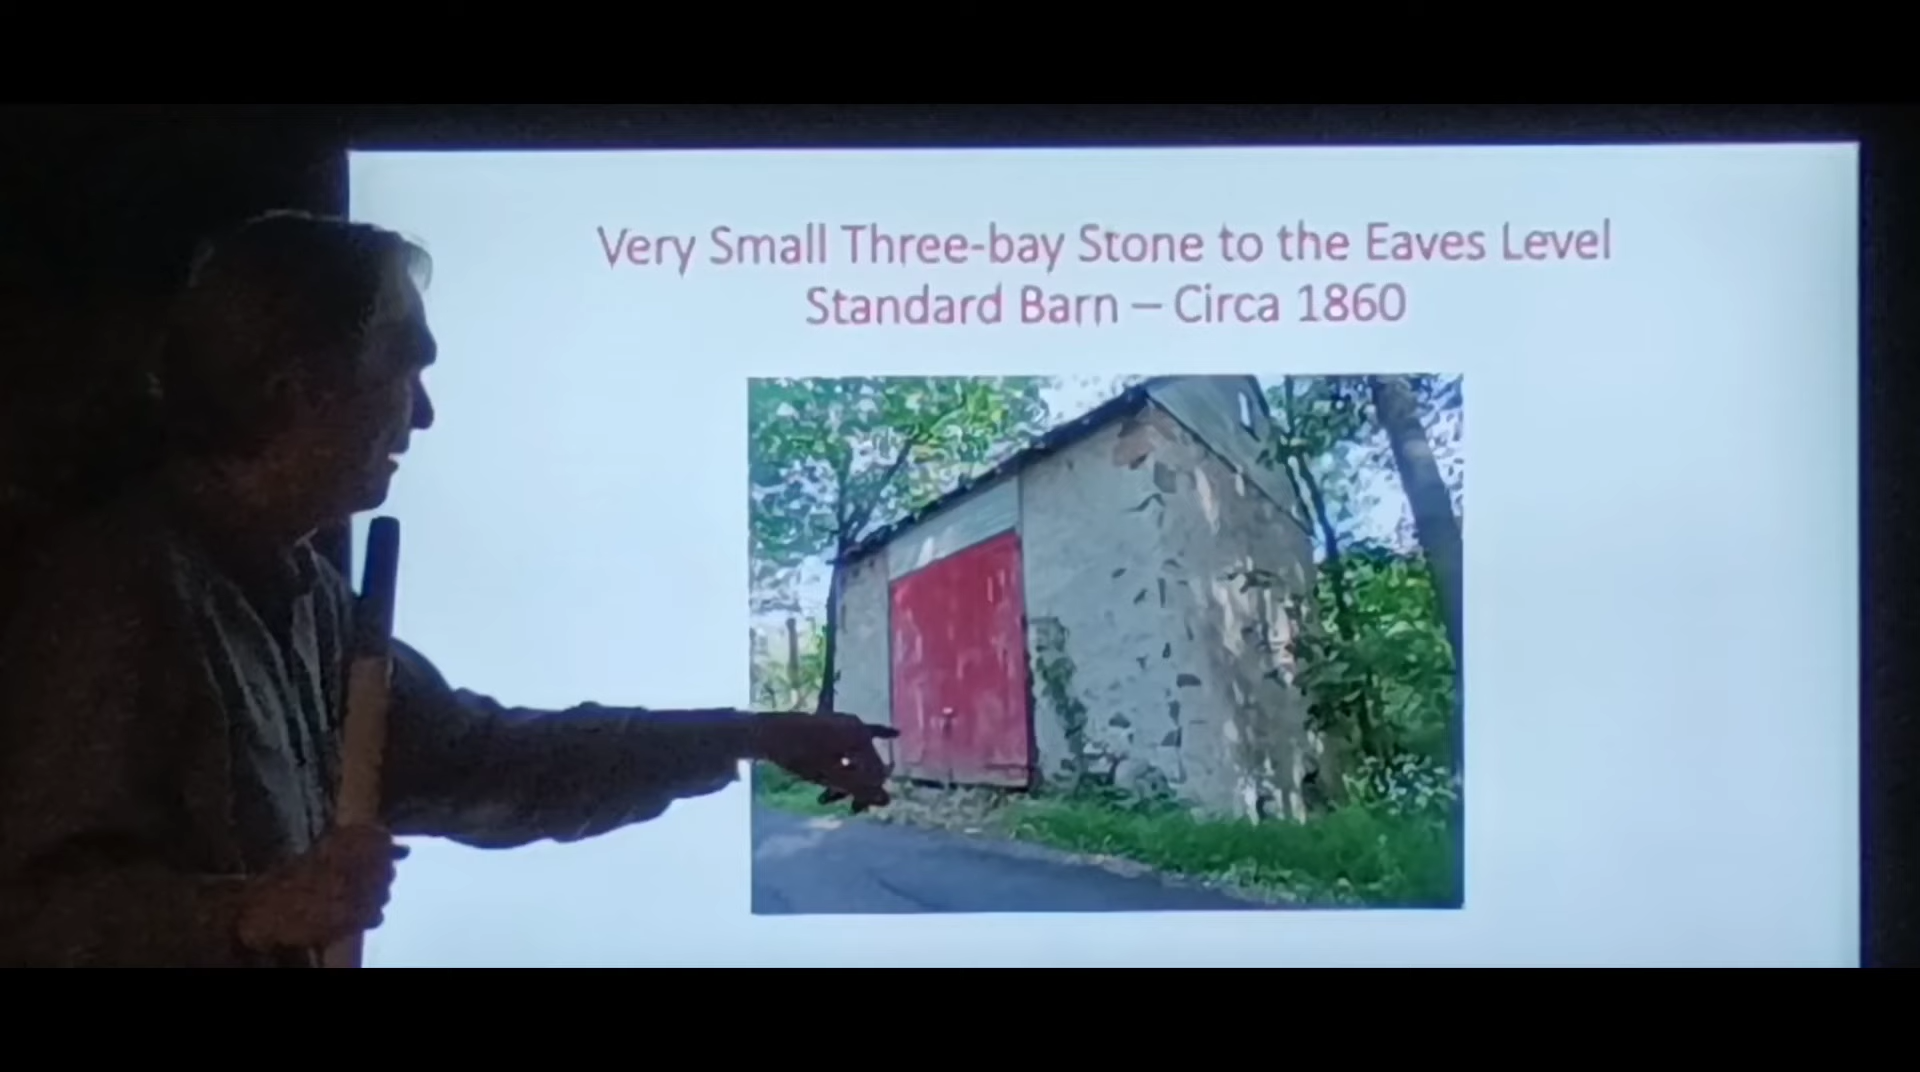 Very Small Three-bay Stone to the Eaves Level
Standard Barn – Circa 1860